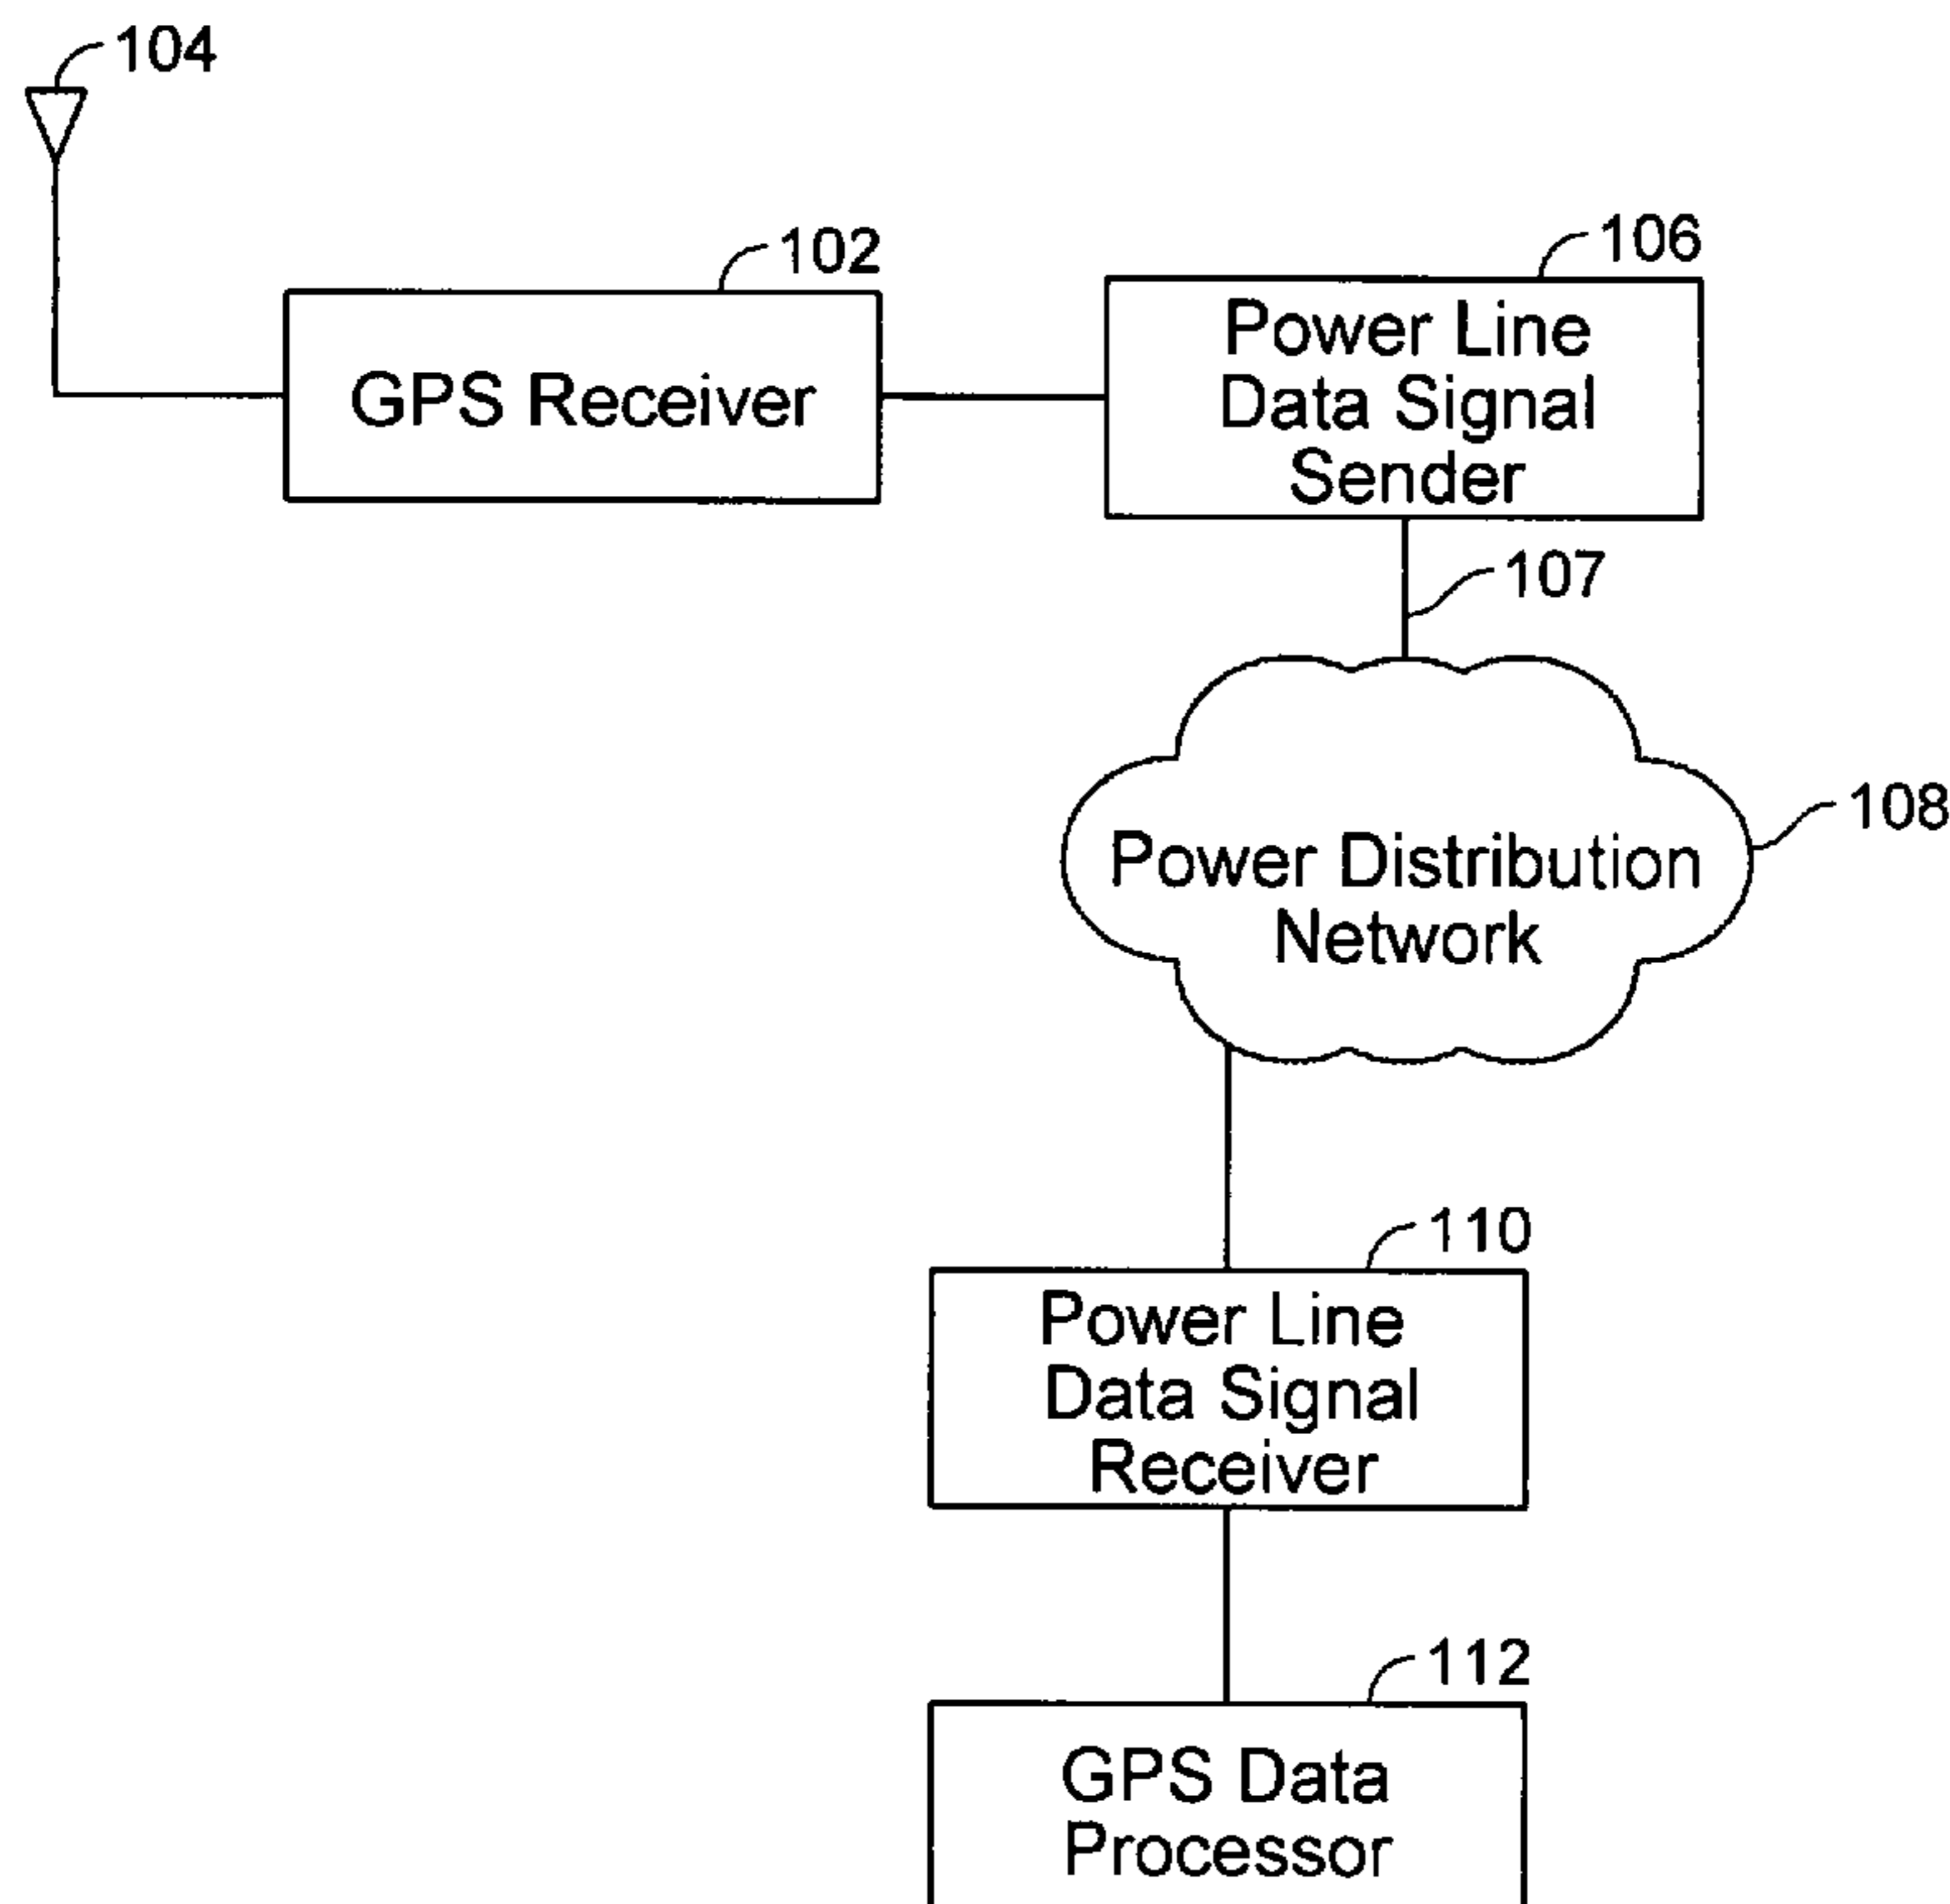 104
102
GPS Receiver
106
Power Line
Data Signal
Sender
107
108
Power Distribution
Network
110
Power Line
Data Signal
Receiver
112
GPS Data
Processor